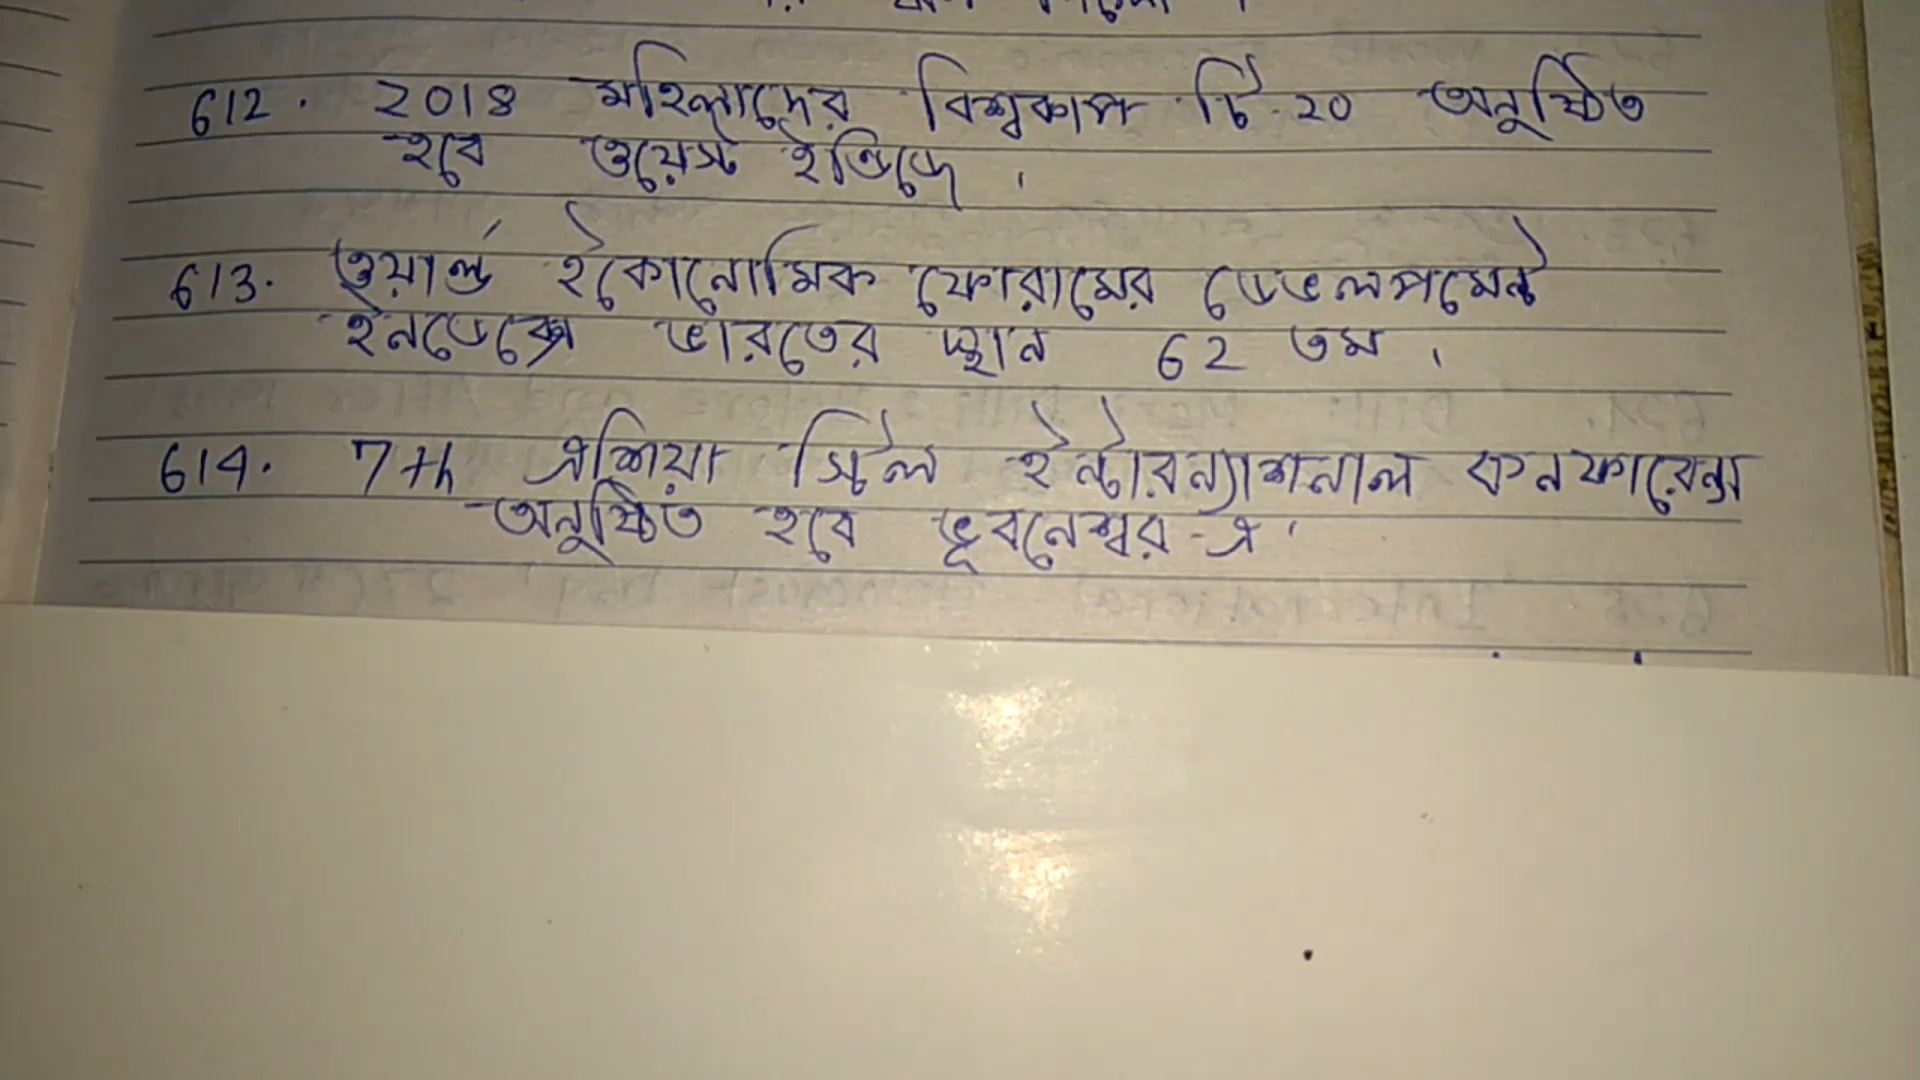 612. 2018 মহিলাদের বিশ্বকাপ টি-২০ অনুষ্ঠিত
হবে ওয়েস্ট ইন্ডিজে।
613. ওয়ার্ল্ড ইকোনোমিক ফোরামের ডেভলপমেন্ট
ইনডেক্সে ভারতের স্থান 62 তম।
614. 7th এশিয়া স্টিল ইন্টারন্যাশনাল কনফারেন্স
অনুষ্ঠিত হবে ভূবনেশ্বর-এ।